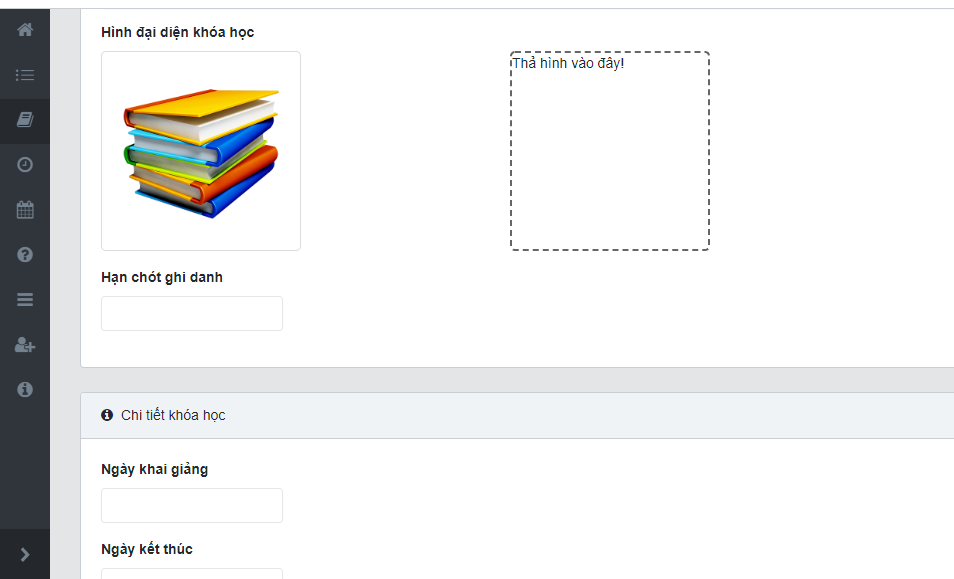 Hình đại diện khóa học
Thả hình vào đây!
Hạn chót ghi danh
Chi tiết khóa học
Ngày khai giảng
Ngày kết thúc